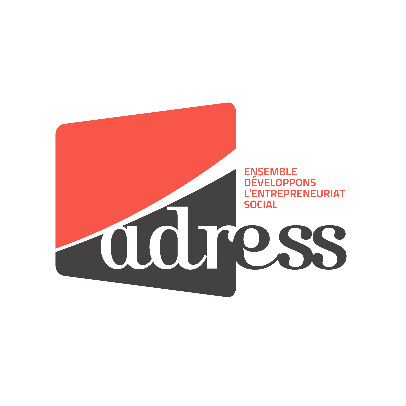 ENSEMBLE
DÉVELOPPONS
L'ENTREPRENEURIAT
SOCIAL
adress